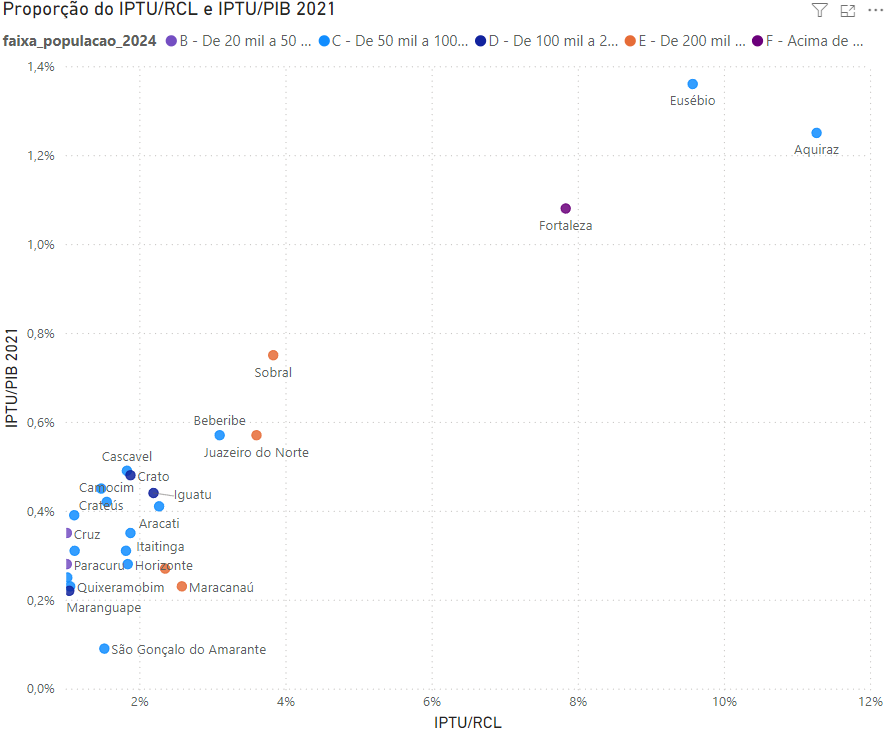 Proporção do IPTU/RCL e IPTU/PIB 2021
faixa_populacao_2024 B - De 20 mil a 50 ... C - De 50 mil a 100... D - De 100 mil a 2... E - De 200 mil ... F - Acima de ...
1,4%
Eusébio
1,2%
Aquiraz
Fortaleza
1,0%
0,8%
Sobral
IPTU/PIB 2021
0,6%
Beberibe
Juazeiro do Norte
Cascavel
Crato
Camocim
Iguatu
Crateús
0,4%
Aracati
Cruz
Itaitinga
Paracuru
Horizonte
Quixeramobim
Maracanaú
0,2%
Maranguape
São Gonçalo do Amarante
0,0%
2% 4% 6% 8% 10% 12%
IPTU/RCL